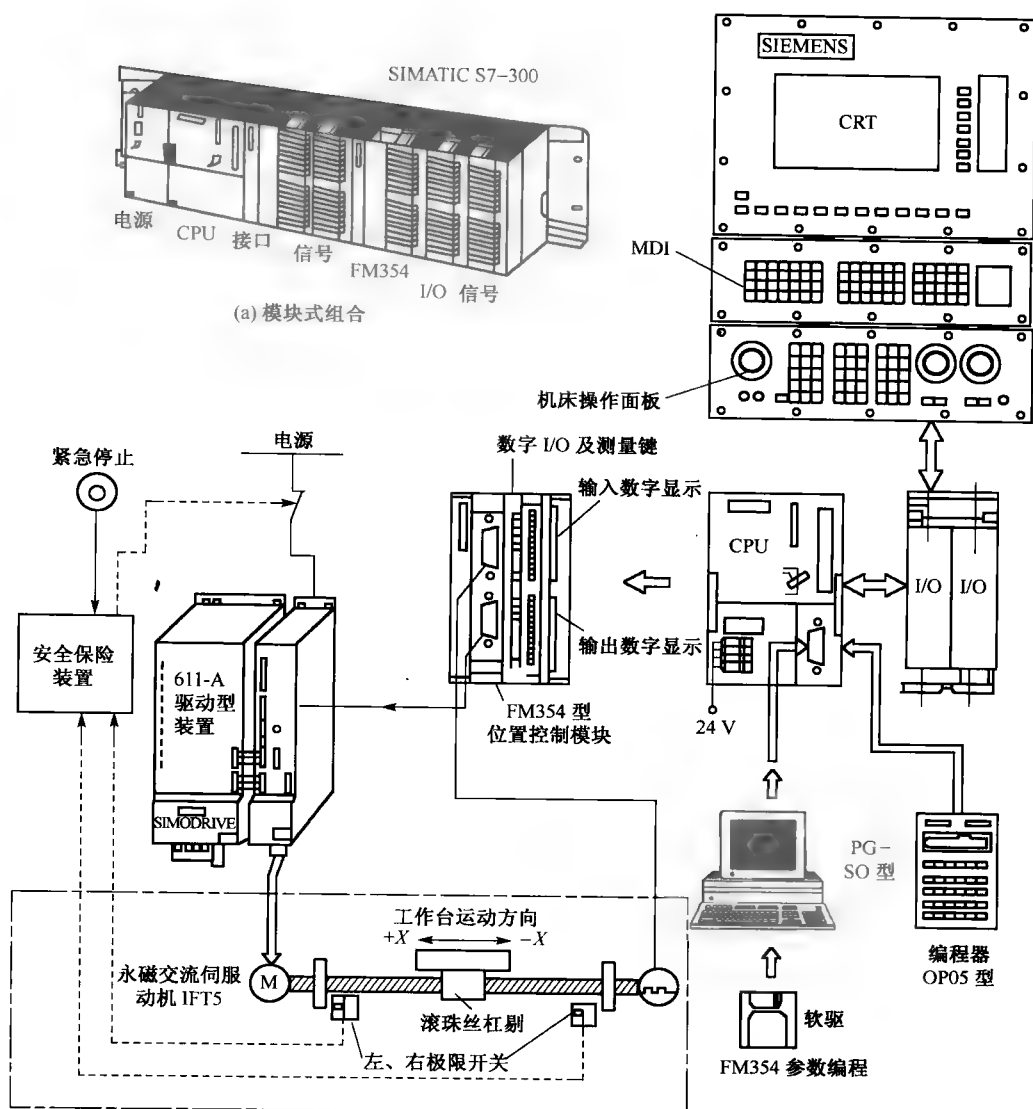 SIMATIC S7-300
电源
CPU
接口
信号
FM354
I/O 信号
(a) 模块式组合
SIEMENS
CRT
MDI
机床操作面板
紧急停止
电源
数字 I/O 及测量键
输入数字显示
输出数字显示
CPU
I/O
I/O
安全保险
装置
611-A
驱动型
装置
SIMODRIVE
FM354 型
位置控制模块
24 V
PG-
SO 型
编程器
OP05 型
软驱
FM354 参数编程
工作台运动方向
+X
-X
永磁交流伺服
动机 IFT5
M
滚珠丝杠剔
左、右极限开关